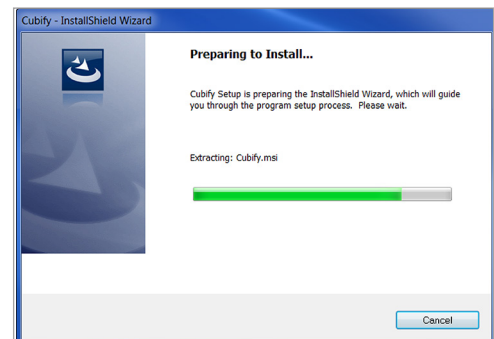 Cubify - InstallShield Wizard
Preparing to Install...
Cubify Setup is preparing the InstallShield Wizard, which will guide
you through the program setup process.  Please wait.
Extracting: Cubify.msi
Cancel